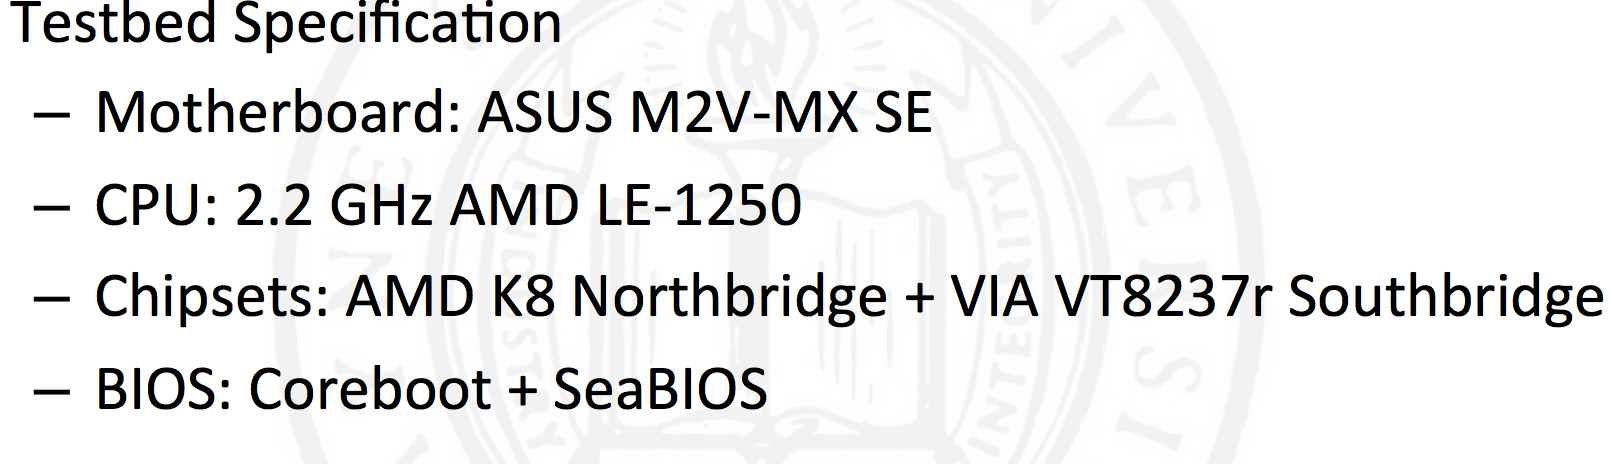 Testbed Specification
– Motherboard: ASUS M2V-MX SE
– CPU: 2.2 GHz AMD LE-1250
– Chipsets: AMD K8 Northbridge + VIA VT8237r Southbridge
– BIOS: Coreboot + SeaBIOS
INTEGRITY